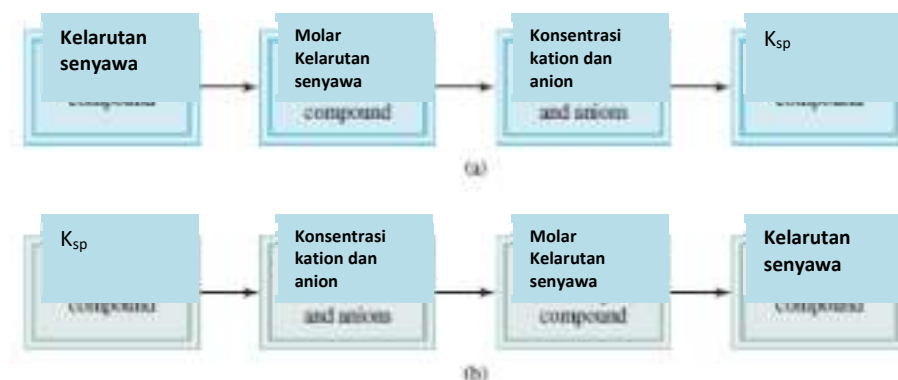 Kelarutan
senyawa
compound
Molar
Kelarutan
senyawa
compound
Konsentrasi
kation dan
anion
and anions
Ksp
compound
(a)
Ksp
compound
Konsentrasi
kation dan
anion
and anions
Molar
Kelarutan
senyawa
compound
Kelarutan
senyawa
compound
(b)